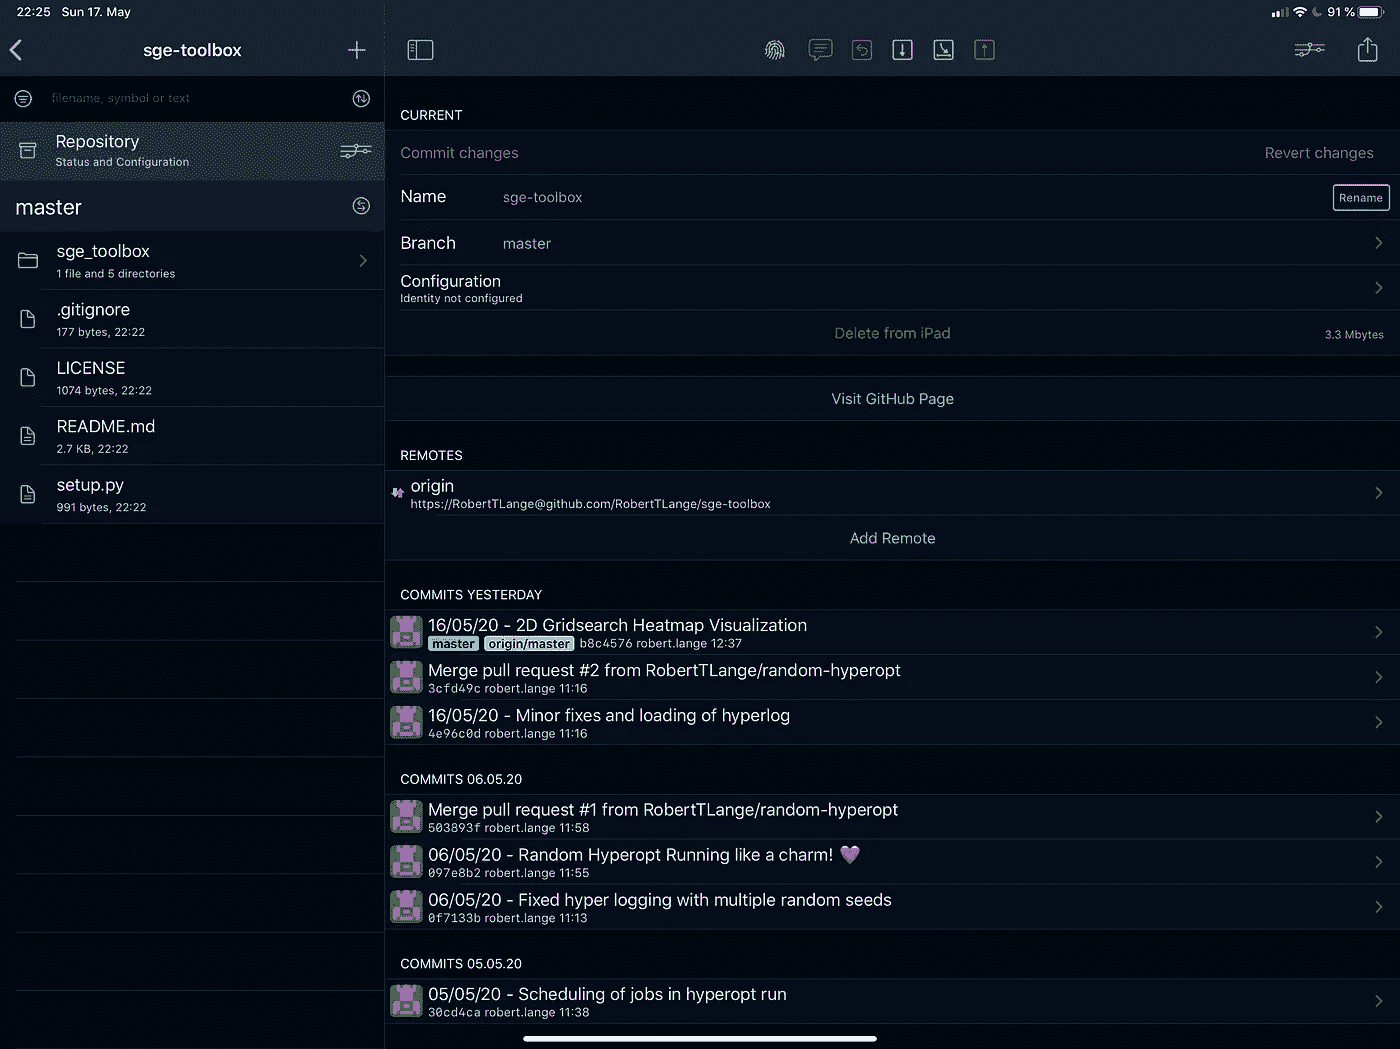 22:25 Sun 17. May
91 %
sge-toolbox
filename, symbol or text
Repository
Status and Configuration
master
sge_toolbox
1 file and 5 directories
.gitignore
177 bytes, 22:22
LICENSE
1074 bytes, 22:22
README.md
2.7 KB, 22:22
setup.py
991 bytes, 22:22
CURRENT
Commit changes Revert changes
Name sge-toolbox Rename
Branch master
Configuration
Identity not configured
Delete from iPad 3.3 Mbytes
Visit GitHub Page
REMOTES
origin
https://RobertTLange@github.com/RobertTLange/sge-toolbox
Add Remote
COMMITS YESTERDAY
16/05/20 - 2D Gridsearch Heatmap Visualization
master origin/master b8c4576 robert.lange 12:37
Merge pull request #2 from RobertTLange/random-hyperopt
3cfd49c robert.lange 11:16
16/05/20 - Minor fixes and loading of hyperlog
4e96c0d robert.lange 11:16
COMMITS 06.05.20
Merge pull request #1 from RobertTLange/random-hyperopt
503893f robert.lange 11:58
06/05/20 - Random Hyperopt Running like a charm! 💜
097e8b2 robert.lange 11:55
06/05/20 - Fixed hyper logging with multiple random seeds
0f7133b robert.lange 11:13
COMMITS 05.05.20
05/05/20 - Scheduling of jobs in hyperopt run
30cd4ca robert.lange 11:38